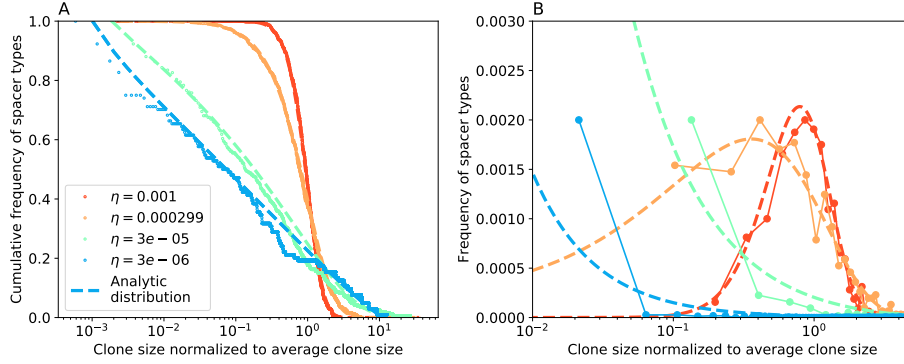 A
Cumulative frequency of spacer types
1.0
0.8
0.6
0.4
0.2
0.0
η = 0.001
η = 0.000299
η = 3e−05
η = 3e−06
Analytic
distribution
10⁻³
10⁻²
10⁻¹
10⁰
10¹
Clone size normalized to average clone size
B
Frequency of spacer types
0.0030
0.0025
0.0020
0.0015
0.0010
0.0005
0.0000
10⁻²
10⁻¹
10⁰
Clone size normalized to average clone size